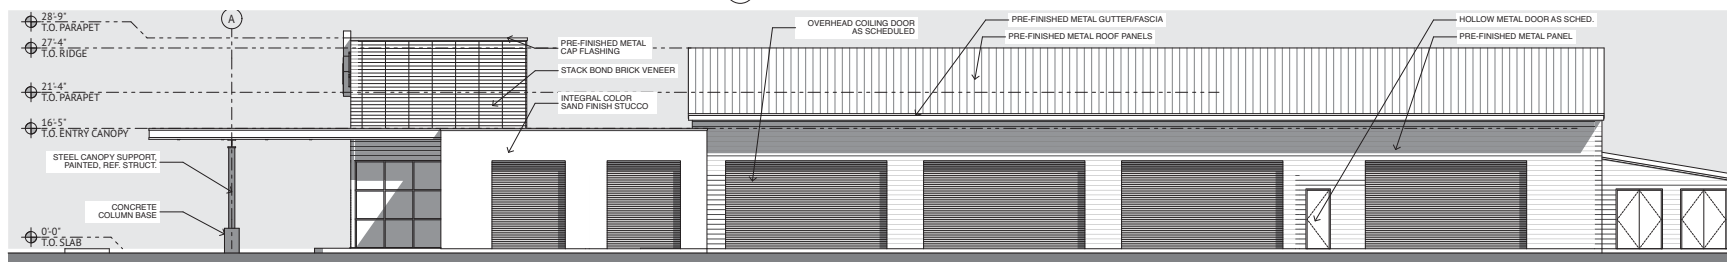 28'-9"
T.O. PARAPET
27'-4"
T.O. RIDGE
21'-4"
T.O. PARAPET
16'-5"
T.O. ENTRY CANOPY
0'-0"
T.O. SLAB
A
STEEL CANOPY SUPPORT,
PAINTED, REF. STRUCT.
CONCRETE
COLUMN BASE
PRE-FINISHED METAL
CAP FLASHING
STACK BOND BRICK VENEER
INTEGRAL COLOR
SAND FINISH STUCCO
OVERHEAD COILING DOOR
AS SCHEDULED
PRE-FINISHED METAL GUTTER/FASCIA
PRE-FINISHED METAL ROOF PANELS
HOLLOW METAL DOOR AS SCHED.
PRE-FINISHED METAL PANEL